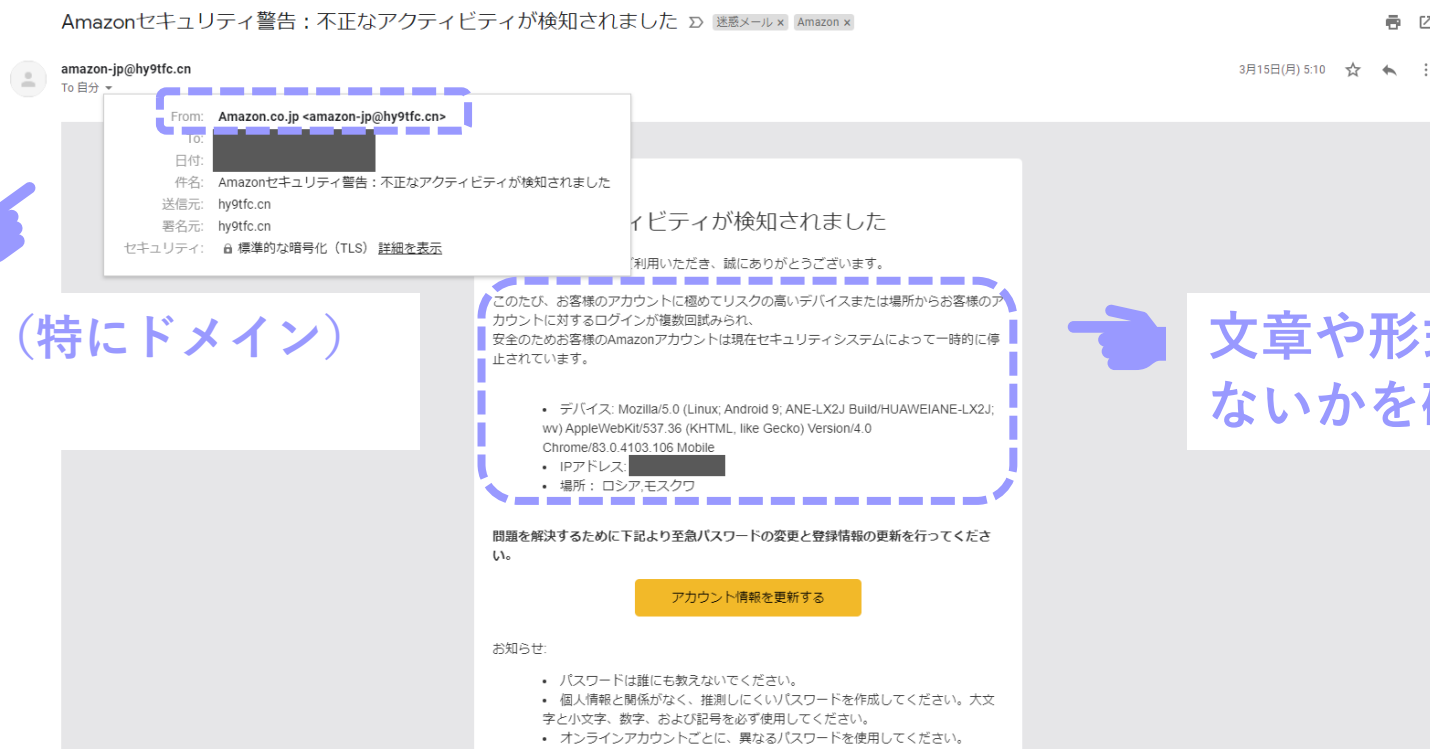 Amazonセキュリティ警告：不正なアクティビティが検知されました 迷惑メール × Amazon ×
amazon-jp@hy9tfc.cn
3月15日(月) 5:10
To 自分
From: Amazon.co.jp <amazon-jp@hy9tfc.cn>
To:
日付:
件名: Amazonセキュリティ警告：不正なアクティビティが検知されました
送信元: hy9tfc.cn
署名元: hy9tfc.cn
セキュリティ: 標準的な暗号化（TLS） 詳細を表示
ィビティが検知されました
利用いただき、誠にありがとうございます。
このたび、お客様のアカウントに極めてリスクの高いデバイスまたは場所からお客様のア
カウントに対するログインが複数回試みられ、
安全のためお客様のAmazonアカウントは現在セキュリティシステムによって一時的に停
止されています。
（特にドメイン）
文章や形
ないかを
• デバイス: Mozilla/5.0 (Linux; Android 9; ANE-LX2J Build/HUAWEIANE-LX2J;
wv) AppleWebKit/537.36 (KHTML, like Gecko) Version/4.0
Chrome/83.0.4103.106 Mobile
• IPアドレス:
• 場所： ロシア,モスクワ
問題を解決するために下記より至急パスワードの変更と登録情報の更新を行ってくださ
い。
アカウント情報を更新する
お知らせ:
• パスワードは誰にも教えないでください。
• 個人情報と関係がなく、推測しにくいパスワードを作成してください。大文
字と小文字、数字、および記号を必ず使用してください。
• オンラインアカウントごとに、異なるパスワードを使用してください。